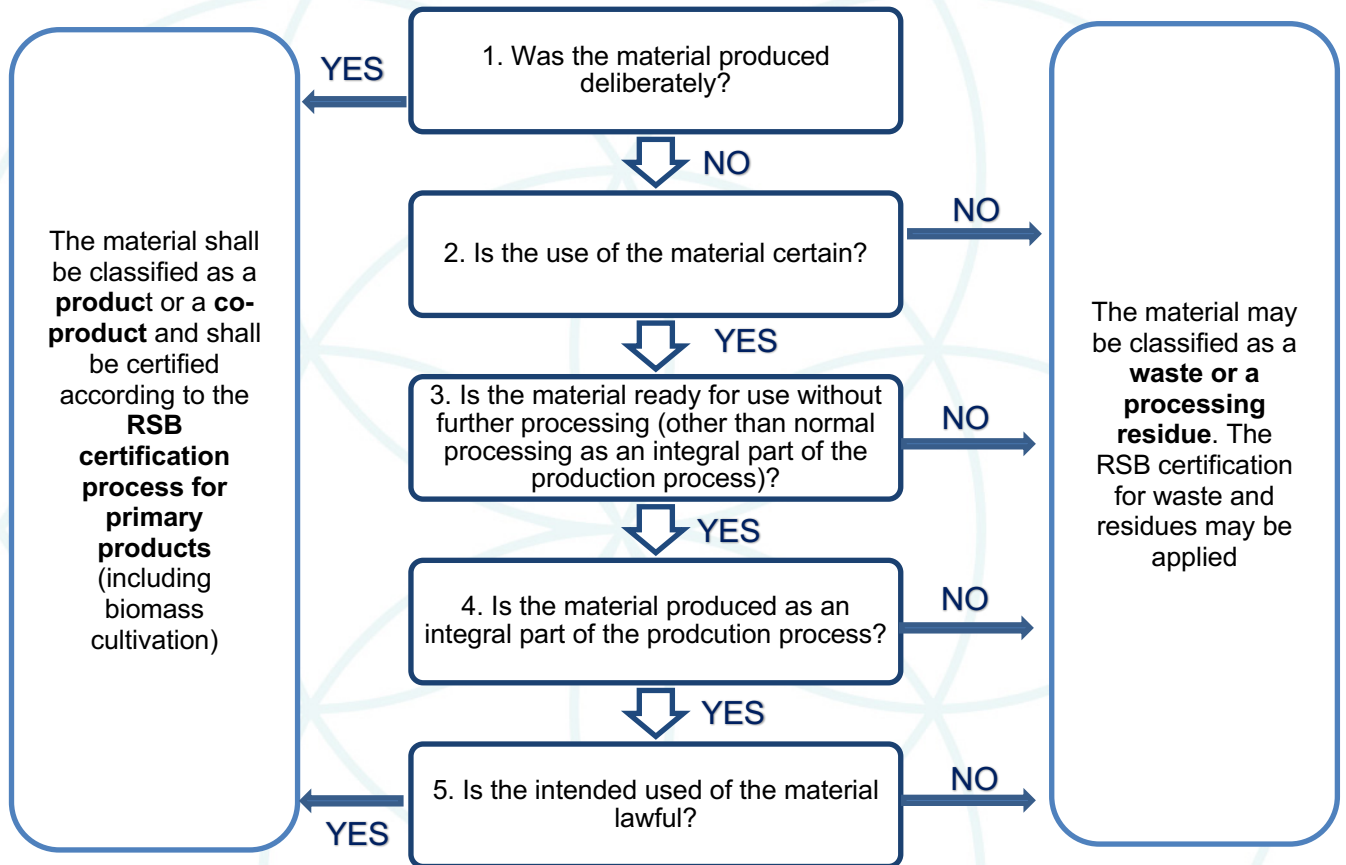 1. Was the material produced
deliberately?
YES
NO
2. Is the use of the material certain?
NO
YES
3. Is the material ready for use without
further processing (other than normal
processing as an integral part of the
production process)?
NO
YES
4. Is the material produced as an
integral part of the prodcution process?
NO
YES
5. Is the intended used of the material
lawful?
NO
YES
The material shall
be classified as a
product or a co-
product and shall
be certified
according to the
RSB
certification
process for
primary
products
(including
biomass
cultivation)
The material may
be classified as a
waste or a
processing
residue. The
RSB certification
for waste and
residues may be
applied